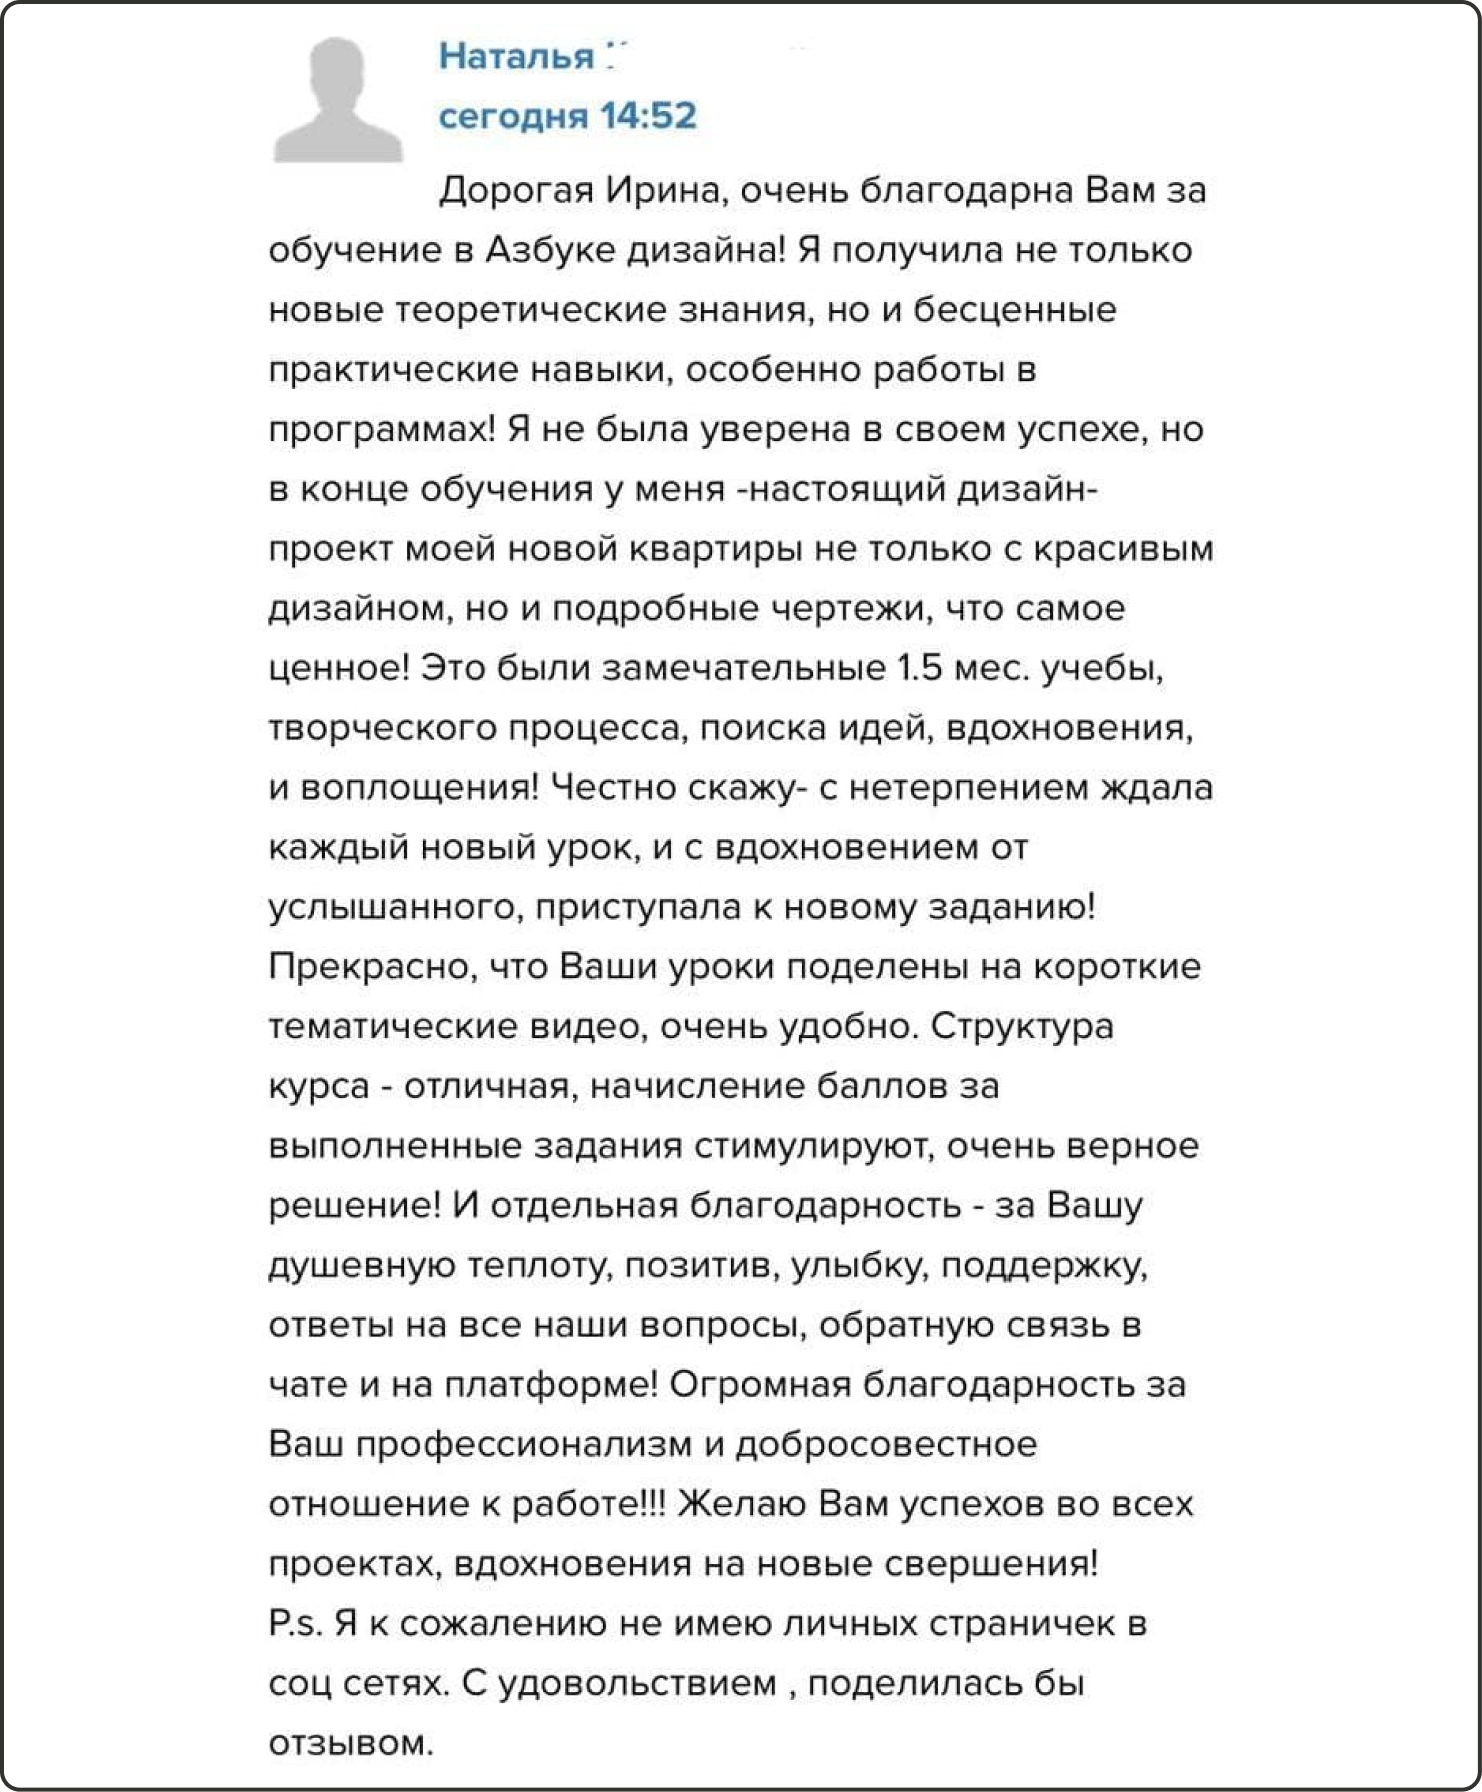 Наталья
сегодня 14:52
Дорогая Ирина, очень благодарна Вам за
обучение в Азбуке дизайна! Я получила не только
новые теоретические знания, но и бесценные
практические навыки, особенно работы в
программах! Я не была уверена в своем успехе, но
в конце обучения у меня -настоящий дизайн-
проект моей новой квартиры не только с красивым
дизайном, но и подробные чертежи, что самое
ценное! Это были замечательные 1.5 мес. учебы,
творческого процесса, поиска идей, вдохновения,
и воплощения! Честно скажу- с нетерпением ждала
каждый новый урок, и с вдохновением от
услышанного, приступала к новому заданию!
Прекрасно, что Ваши уроки поделены на короткие
тематические видео, очень удобно. Структура
курса - отличная, начисление баллов за
выполненные задания стимулируют, очень верное
решение! И отдельная благодарность - за Вашу
душевную теплоту, позитив, улыбку, поддержку,
ответы на все наши вопросы, обратную связь в
чате и на платформе! Огромная благодарность за
Ваш профессионализм и добросовестное
отношение к работе!!! Желаю Вам успехов во всех
проектах, вдохновения на новые свершения!
P.s. Я к сожалению не имею личных страничек в
соц сетях. С удовольствием , поделилась бы
отзывом.